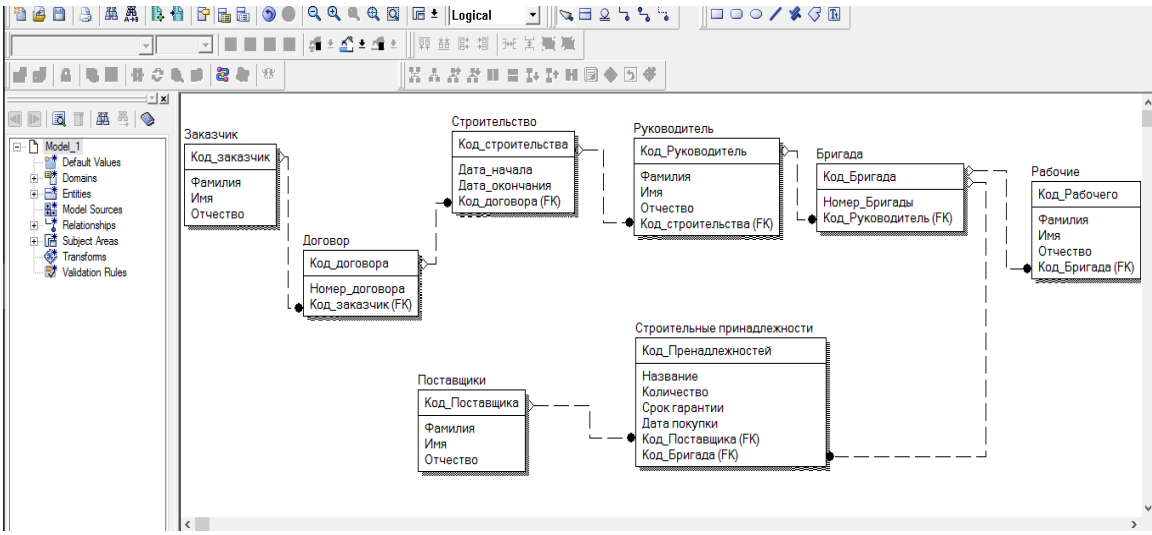 Logical
Model_1
Default Values
Domains
Entities
Model Sources
Relationships
Subject Areas
Transforms
Validation Rules
Заказчик
Код_заказчик
Фамилия
Имя
Отчество
Договор
Код_договора
Номер_договора
Код_заказчик (FK)
Строительство
Код_строительства
Дата_начала
Дата_окончания
Код_договора (FK)
Руководитель
Код_Руководитель
Фамилия
Имя
Отчество
Код_строительства (FK)
Бригада
Код_Бригада
Номер_Бригады
Код_Руководитель (FK)
Рабочие
Код_Рабочего
Фамилия
Имя
Отчество
Код_Бригада (FK)
Поставщики
Код_Поставщика
Фамилия
Имя
Отчество
Строительные принадлежности
Код_Пренадлежностей
Название
Количество
Срок гарантии
Дата покупки
Код_Поставщика (FK)
Код_Бригада (FK)